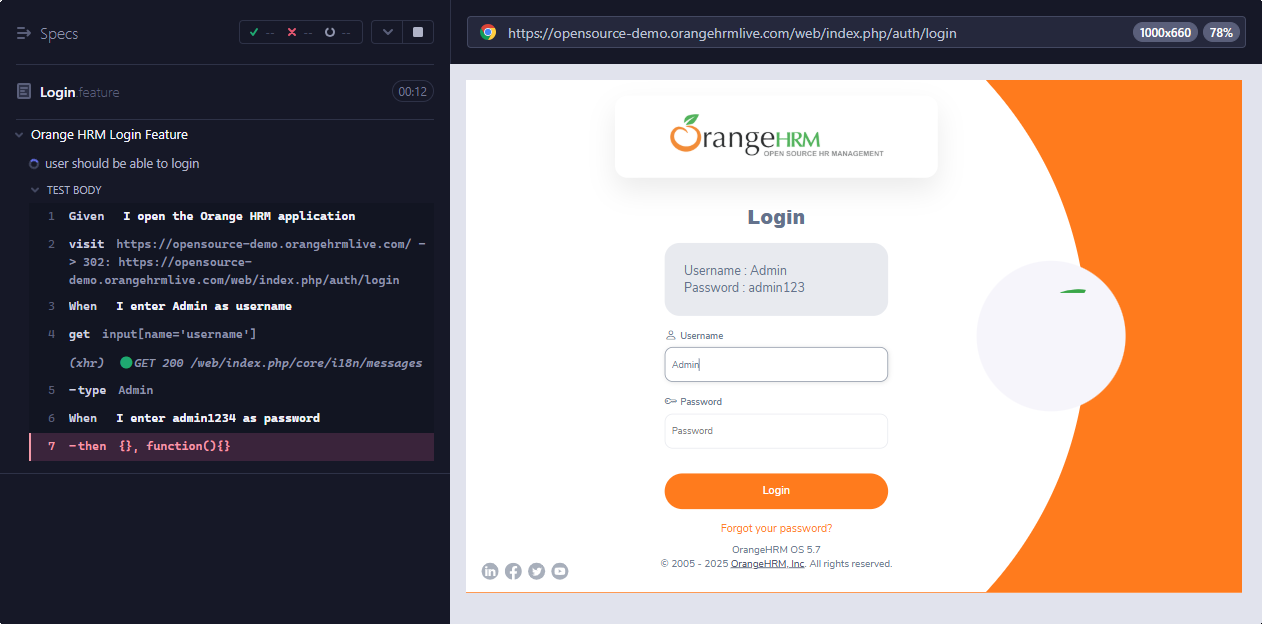 Specs
-- -- --
https://opensource-demo.orangehrmlive.com/web/index.php/auth/login
1000x660
78%
Login.feature
00:12
Orange HRM Login Feature
user should be able to login
TEST BODY
1 Given I open the Orange HRM application
2 visit https://opensource-demo.orangehrmlive.com/ -
> 302: https://opensource-
demo.orangehrmlive.com/web/index.php/auth/login
3 When I enter Admin as username
4 get input[name='username']
(xhr) GET 200 /web/index.php/core/i18n/messages
5 -type Admin
6 When I enter admin1234 as password
7 -then {}, function(){}
OrangeHRM
OPEN SOURCE HR MANAGEMENT
Login
Username : Admin
Password : admin123
Username
Admin
Password
Password
Login
Forgot your password?
OrangeHRM OS 5.7
© 2005 - 2025 OrangeHRM, Inc. All rights reserved.